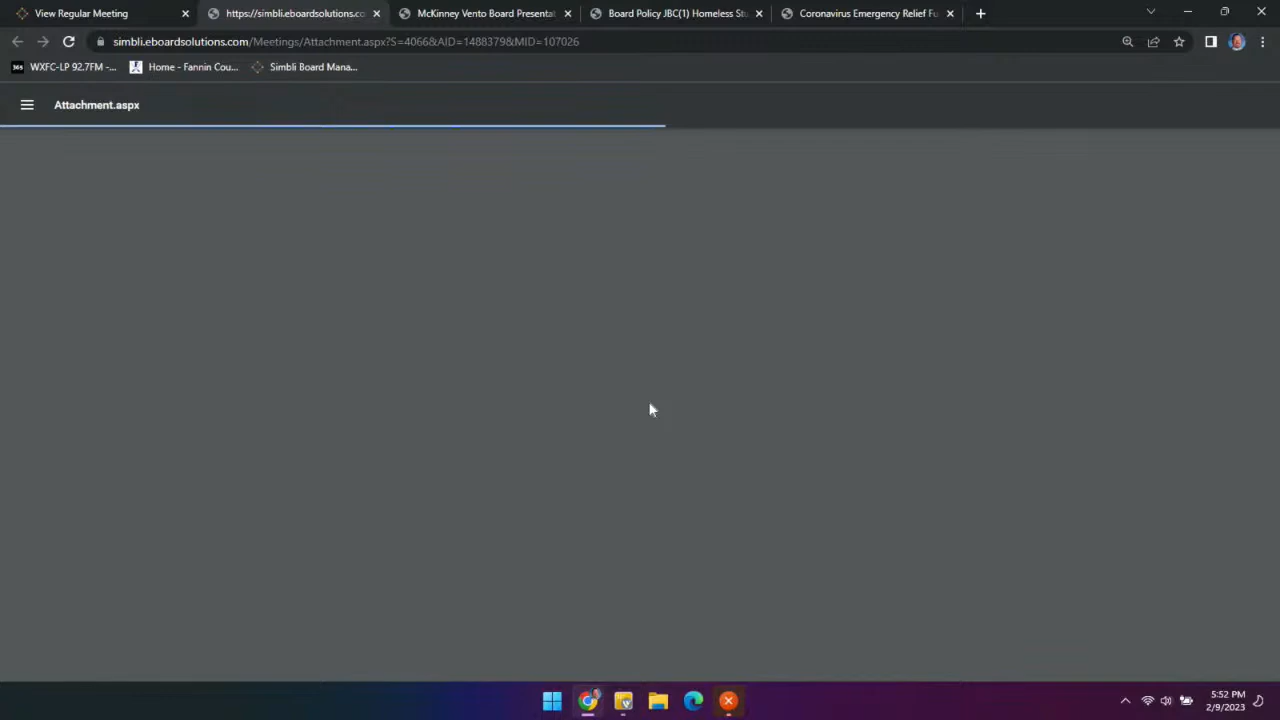 View Regular Meeting
https://simbli.eboardsolutions.co
McKinney Vento Board Presentat
Board Policy JBC(1) Homeless Stu
Coronavirus Emergency Relief Fu
simbli.eboardsolutions.com/Meetings/Attachment.aspx?S=4066&AID=1488379&MID=107026
365 WXFC-LP 92.7FM -...
Home - Fannin Cou...
Simbli Board Mana...
Attachment.aspx
5:52 PM
2/9/2023